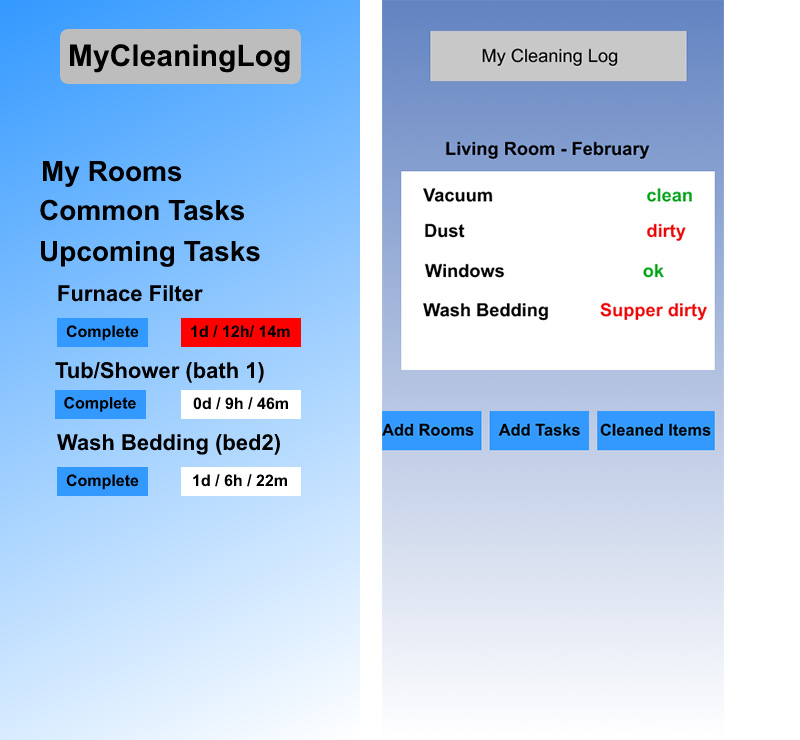 MyCleaningLog
My Rooms
Common Tasks
Upcoming Tasks
Furnace Filter
Complete 1d / 12h/ 14m
Tub/Shower (bath 1)
Complete 0d / 9h / 46m
Wash Bedding (bed2)
Complete 1d / 6h / 22m
My Cleaning Log
Living Room - February
Vacuum clean
Dust dirty
Windows ok
Wash Bedding Supper dirty
Add Rooms Add Tasks Cleaned Items